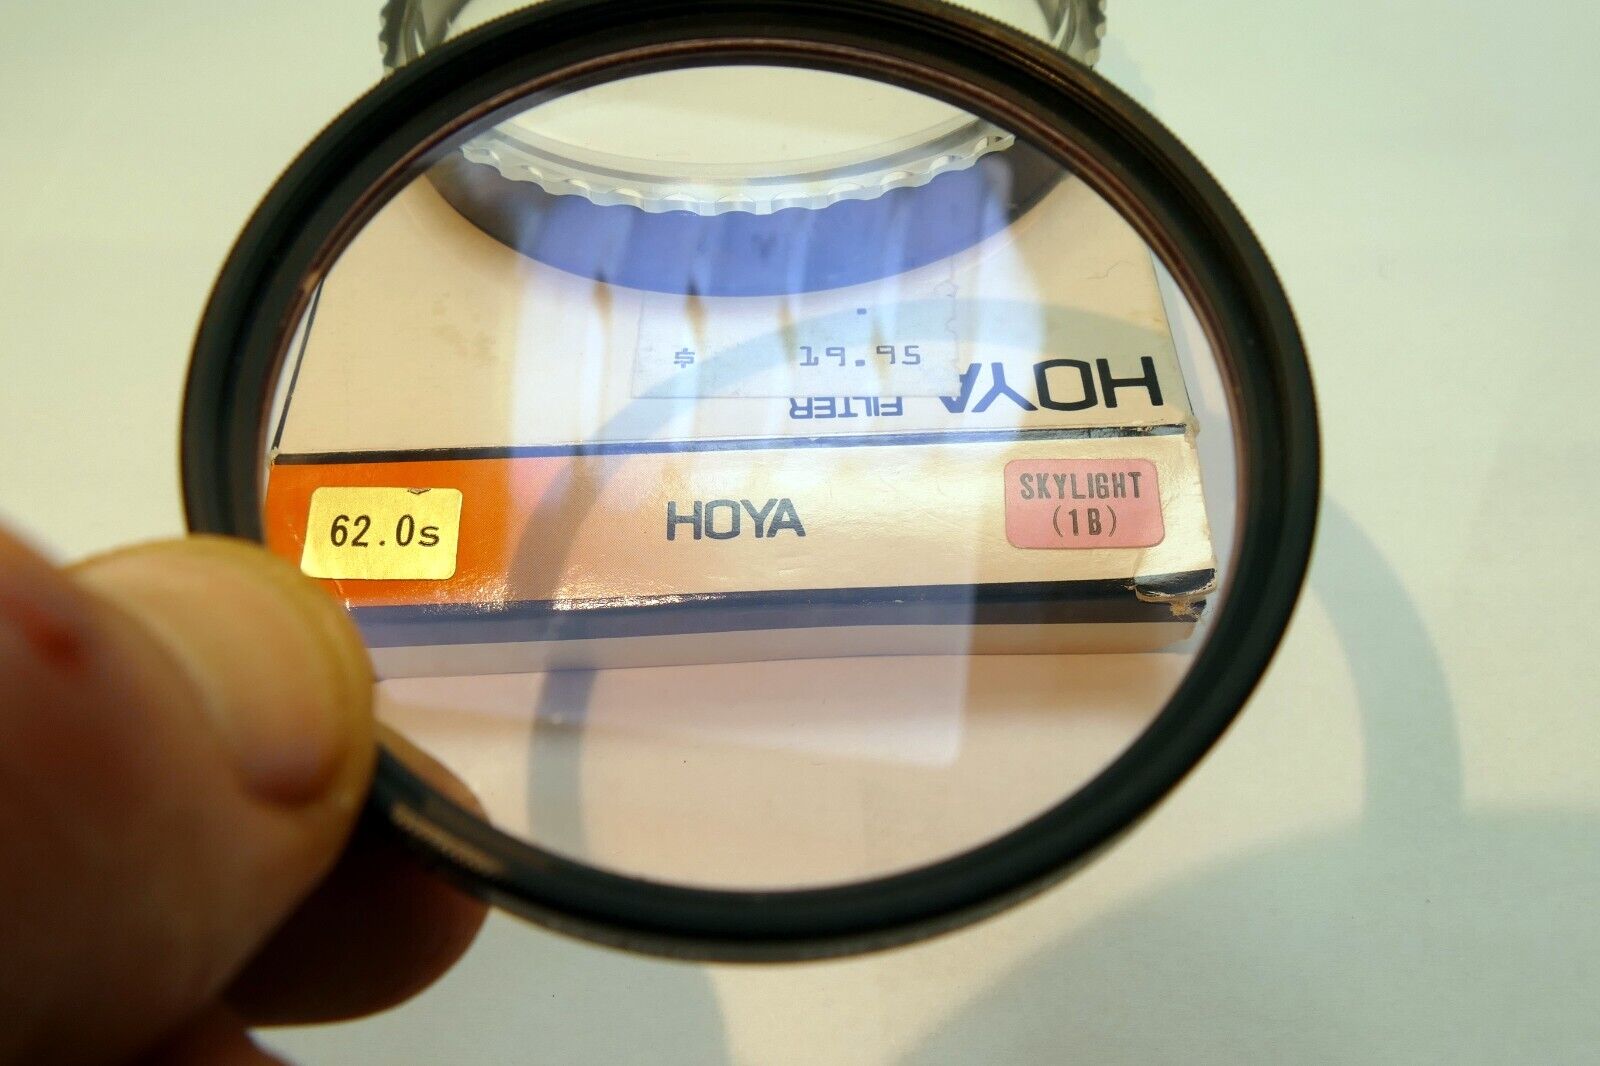 $ 19.95
HOYA
FILTER
62.0s
HOYA
SKYLIGHT
(1B)